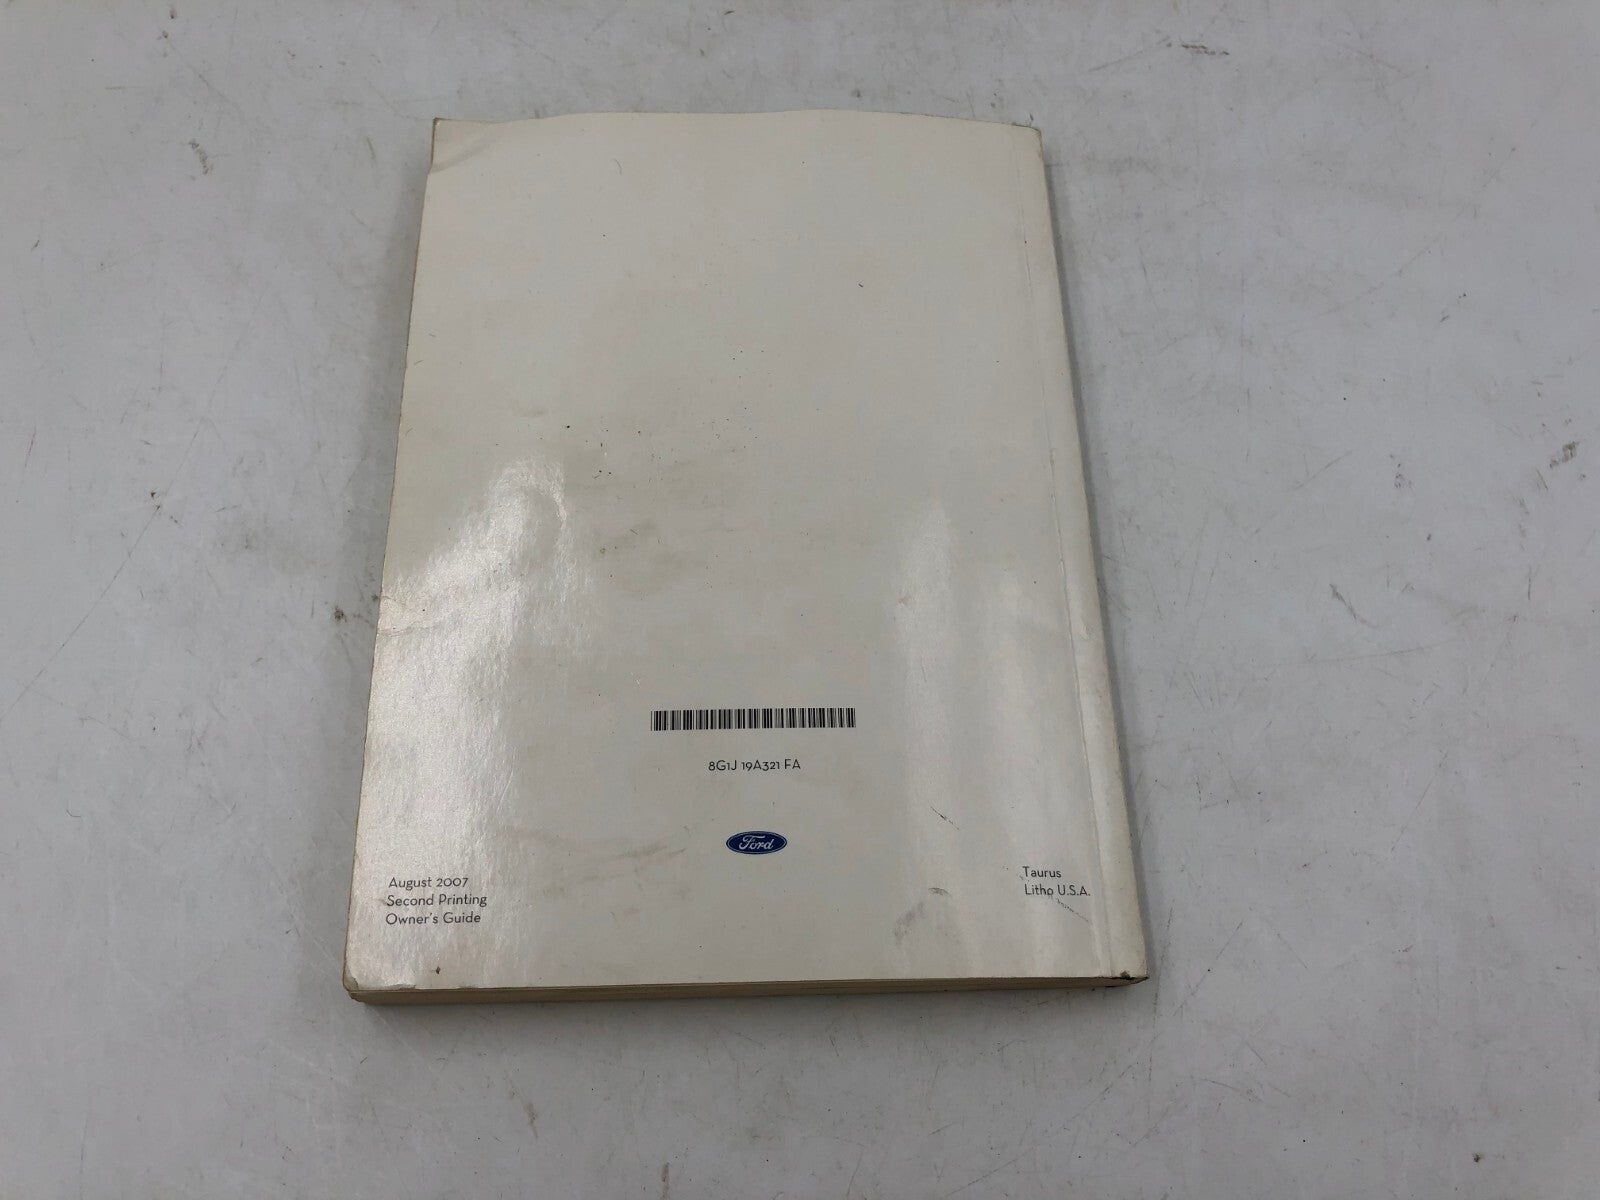 8G1J 19A321 FA
Ford
August 2007
Second Printing
Owner's Guide
Taurus
Litho U.S.A.